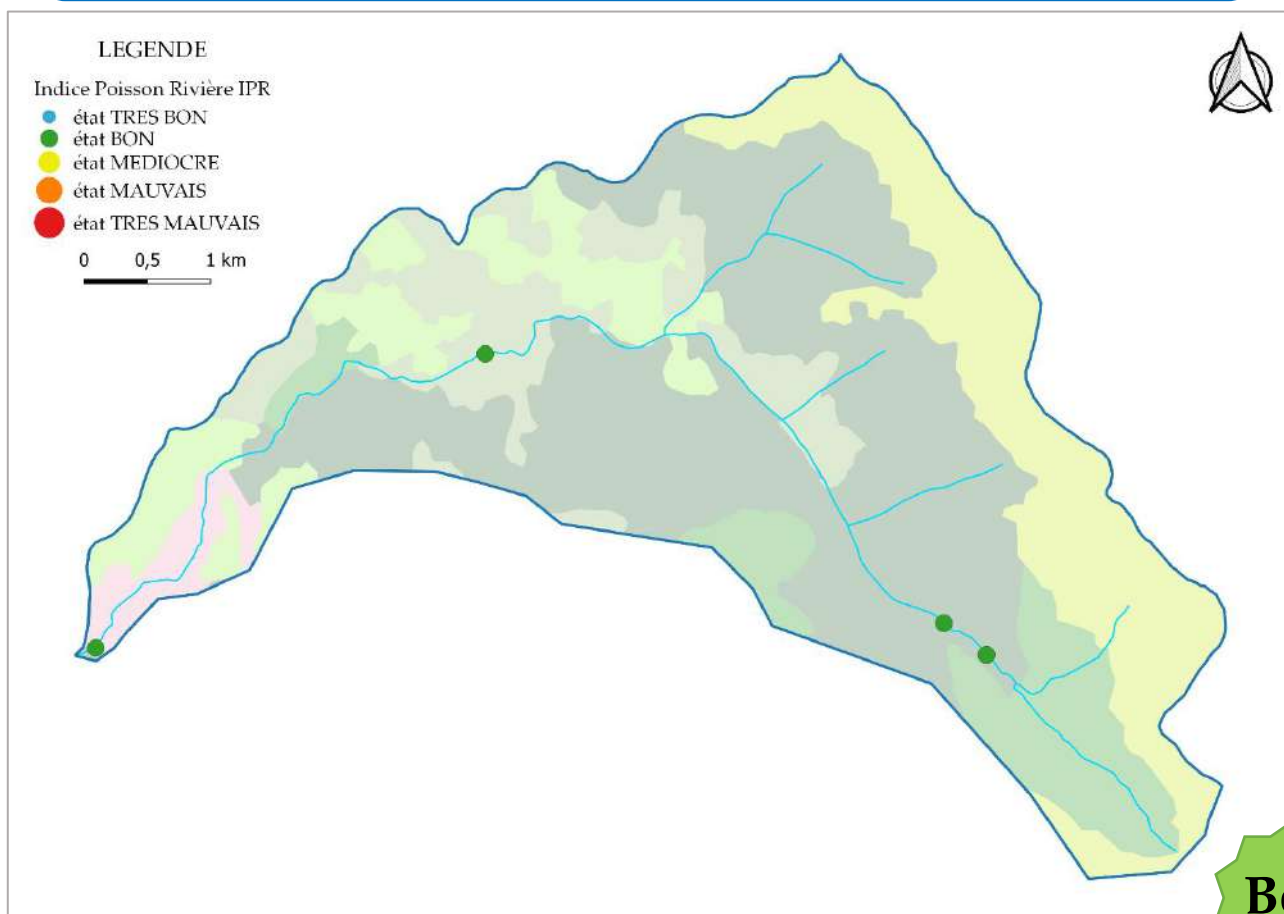 LEGENDE
Indice Poisson Rivière IPR
état TRES BON
état BON
état MEDIOCRE
état MAUVAIS
état TRES MAUVAIS
0 0,5 1 km